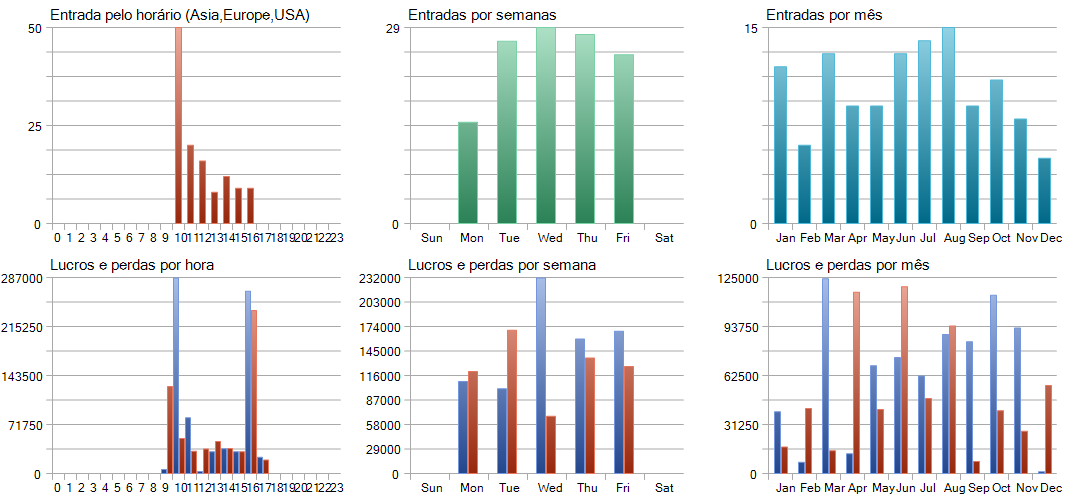 Entrada pelo horário (Asia,Europe,USA)
50
25
0
0 1 2 3 4 5 6 7 8 9 10 11 12 13 14 15 16 17 18 19 20 21 22 23
Entradas por semanas
29
0
Sun Mon Tue Wed Thu Fri Sat
Entradas por mês
15
0
Jan Feb Mar Apr May Jun Jul Aug Sep Oct Nov Dec
Lucros e perdas por hora
287000
215250
143500
71750
0
0 1 2 3 4 5 6 7 8 9 10 11 12 13 14 15 16 17 18 19 20 21 22 23
Lucros e perdas por semana
232000
203000
174000
145000
116000
87000
58000
29000
0
Sun Mon Tue Wed Thu Fri Sat
Lucros e perdas por mês
125000
93750
62500
31250
0
Jan Feb Mar Apr May Jun Jul Aug Sep Oct Nov Dec